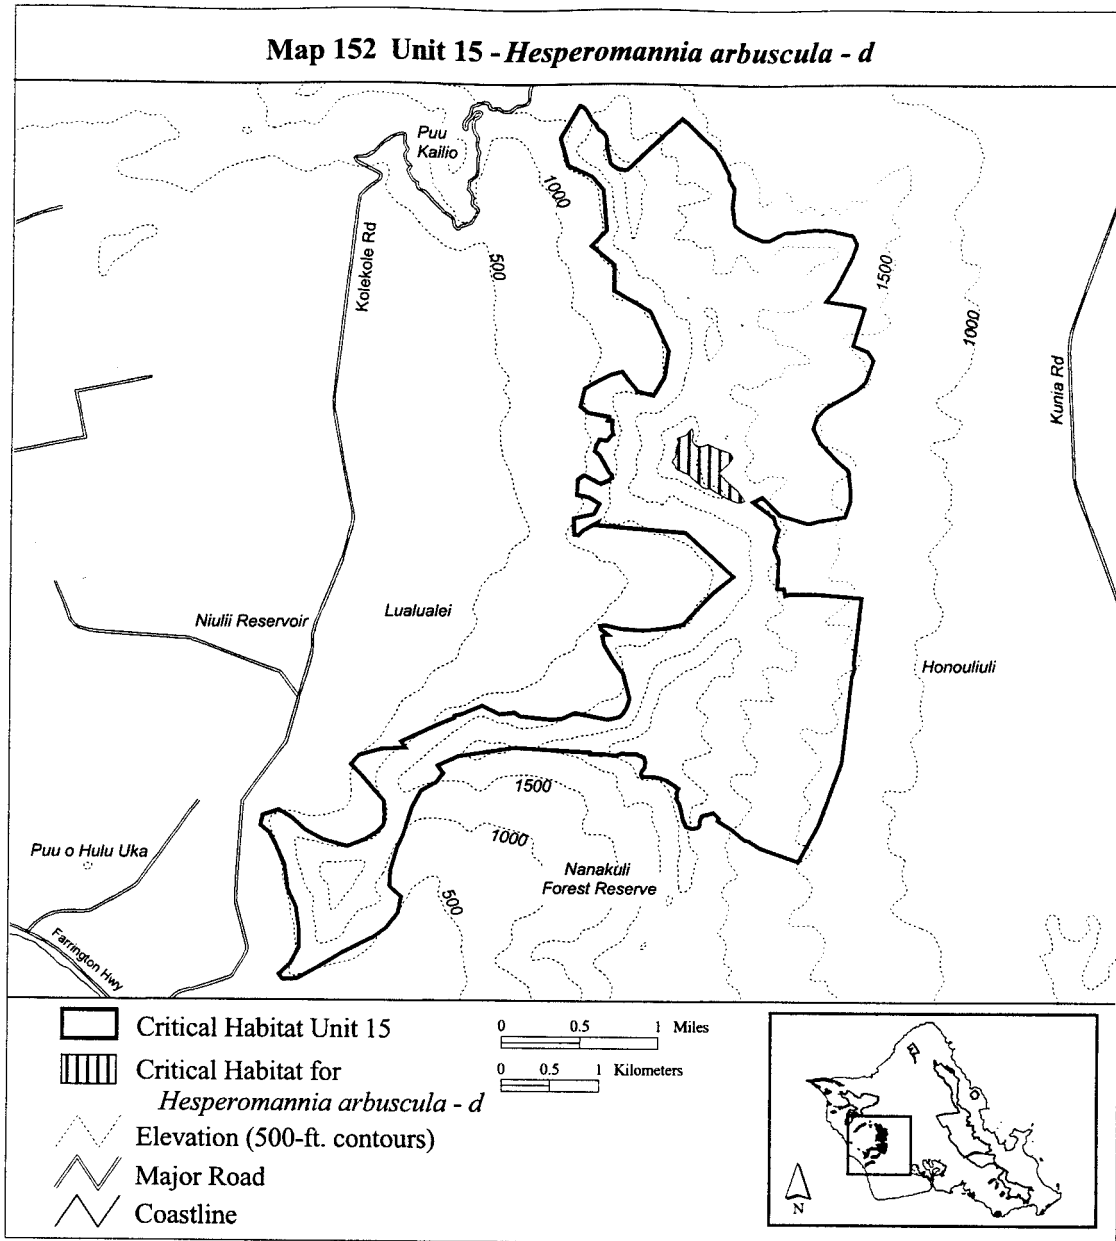 Map 152 Unit 15 - Hesperomannia arbuscula - d
Puu
Kailio
1000
Kolekole Rd
500
1500
1000
Kunia Rd
Niulii Reservoir
Lualualei
Honouliuli
1500
1000
Puu o Hulu Uka
Nanakuli
Forest Reserve
500
Farrington Hwy
Critical Habitat Unit 15
Critical Habitat for
Hesperomannia arbuscula - d
Elevation (500-ft. contours)
Major Road
Coastline
0 0.5 1 Miles
0 0.5 1 Kilometers
N